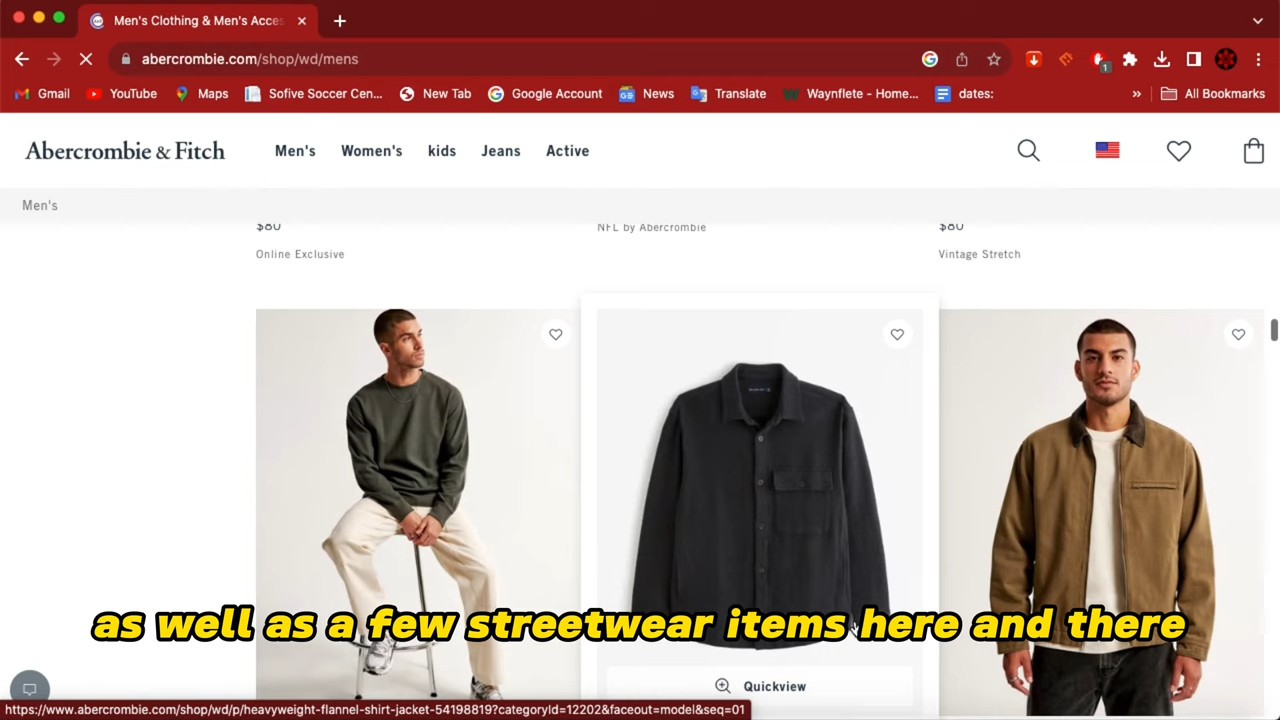 Men's Clothing & Men's Acces
abercrombie.com/shop/wd/mens
1
Gmail
YouTube
Maps
Sofive Soccer Cen...
New Tab
Google Account
News
Translate
Waynflete - Home...
dates:
»
All Bookmarks
Abercrombie & Fitch
Men's
Women's
kids
Jeans
Active
Men's
$80
NFL by Abercrombie
$80
Online Exclusive
Vintage Stretch
as well as a few streetwear items here and there
Quickview
https://www.abercrombie.com/shop/wd/p/heavyweight-flannel-shirt-jacket-54198819?categoryId=12202&faceout=model&seq=01